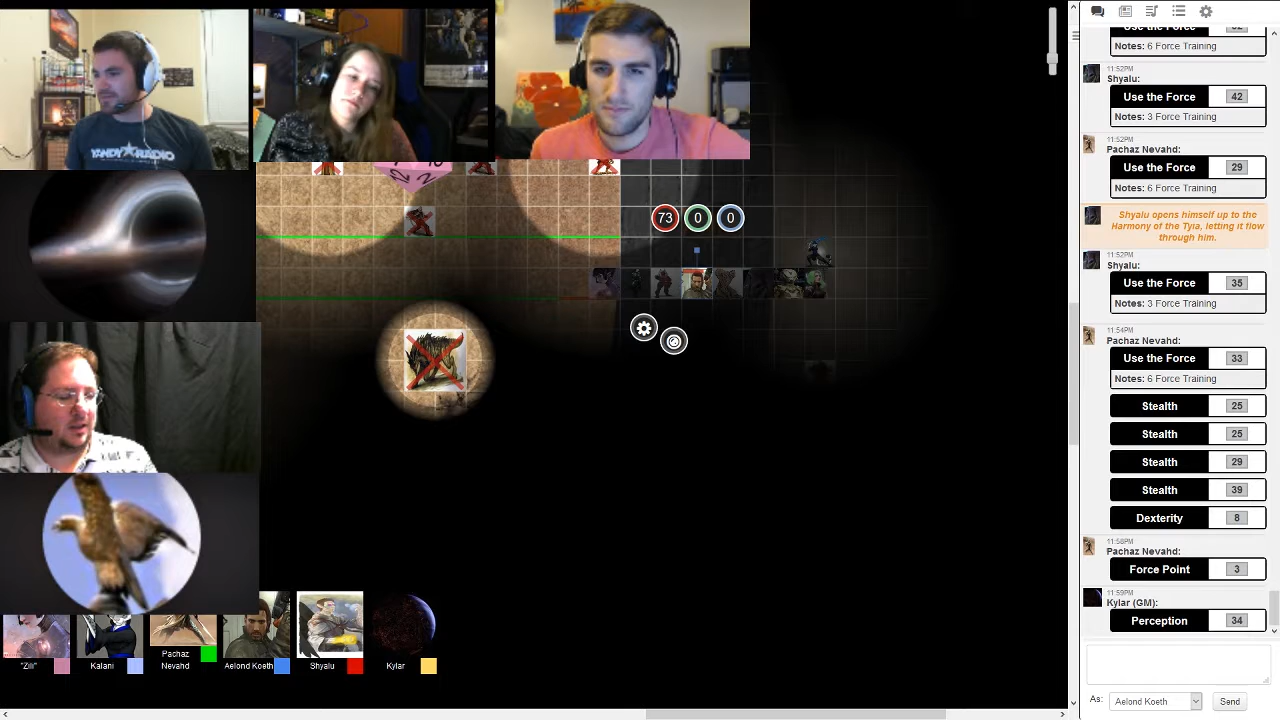 Use the Force
Notes: 6 Force Training
11:52PM
Shyalu:
Use the Force 42
Notes: 3 Force Training
11:52PM
Pachaz Nevahd:
Use the Force 29
Notes: 6 Force Training
Shyalu opens himself up to the
Harmony of the Tyia, letting it flow
through him.
11:52PM
Shyalu:
Use the Force 35
Notes: 3 Force Training
11:54PM
Pachaz Nevahd:
Use the Force 33
Notes: 6 Force Training
Stealth 25
Stealth 25
Stealth 29
Stealth 39
Dexterity 8
11:58PM
Pachaz Nevahd:
Force Point 3
11:59PM
Kylar (GM):
Perception 34
As: Aelond Koeth Send
YANDY RADIO
12
73 0 0
"Zili"
Kalani
Pachaz
Nevahd
Aelond Koeth
Shyalu
Kylar